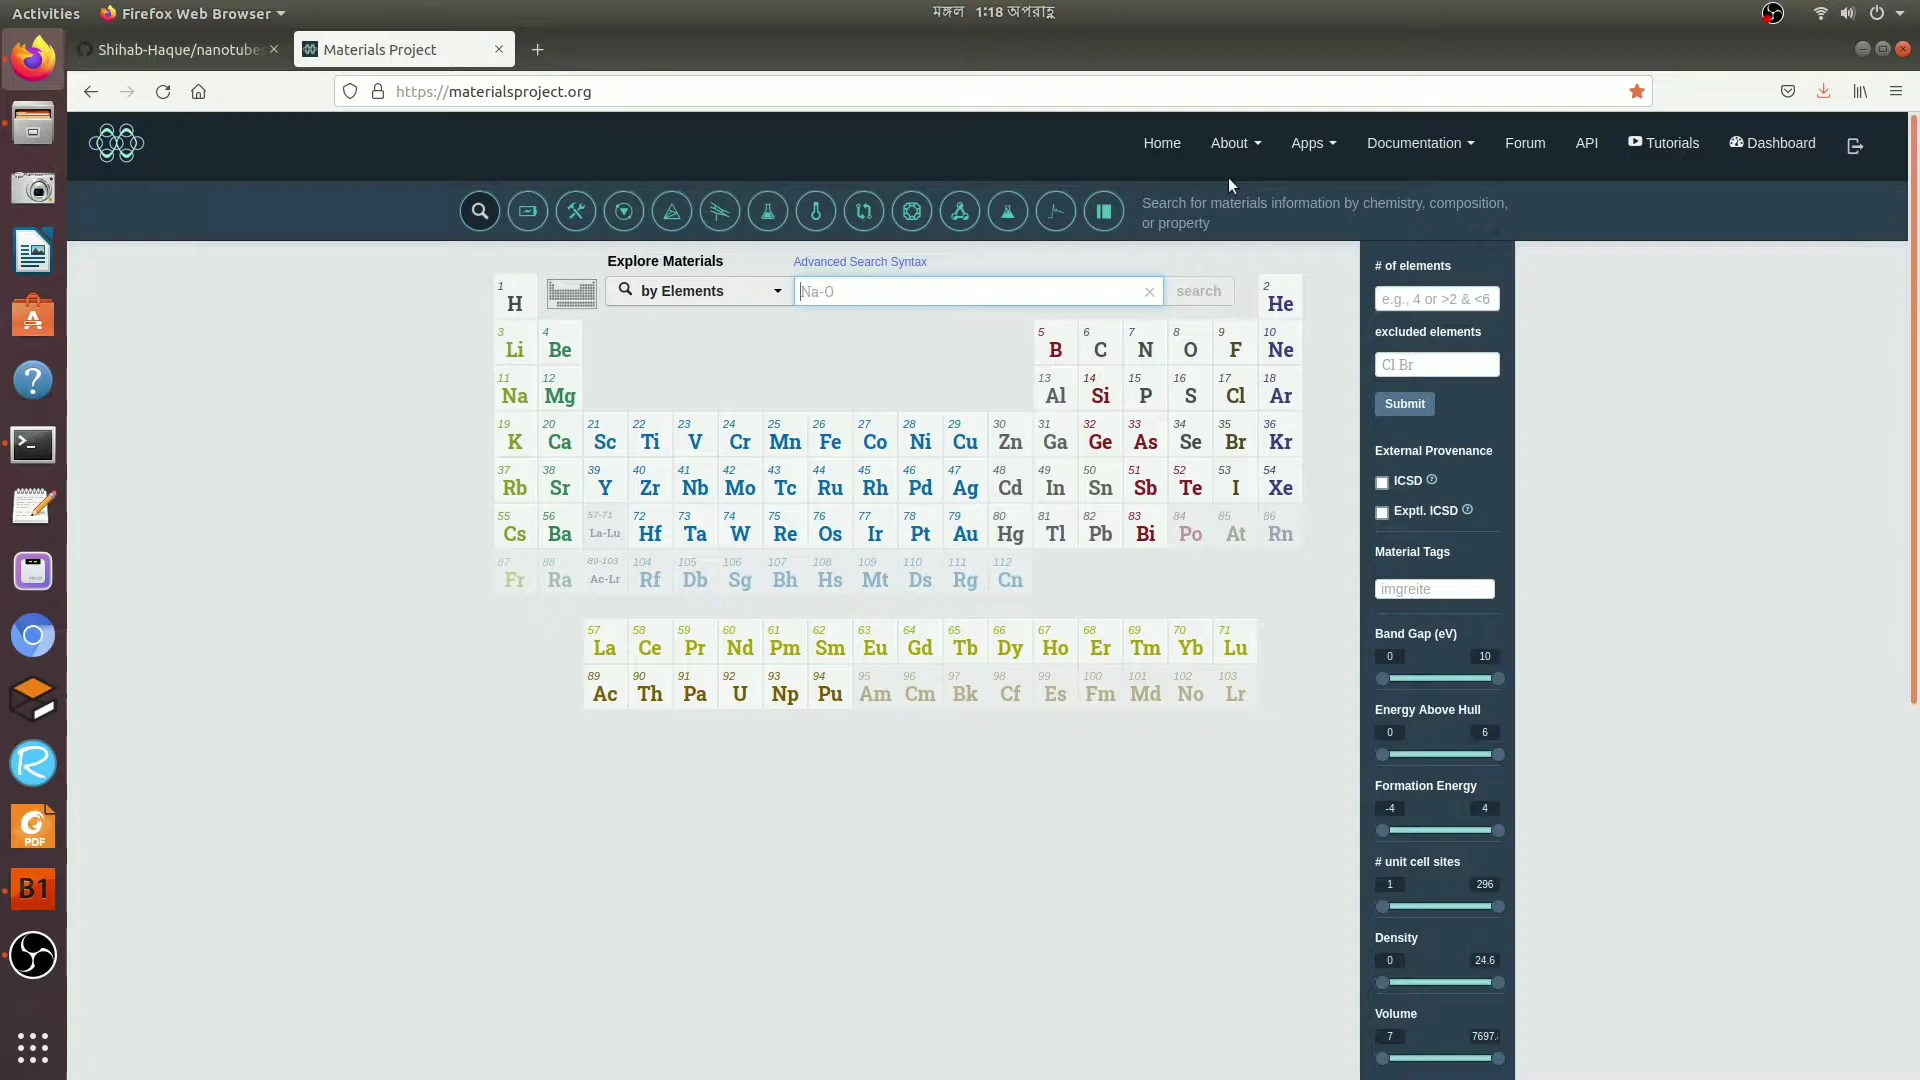 Activities Firefox Web Browser মঙ্গল 1:18 অপরাহ্ণ
Shihab-Haque/nanotubes Materials Project
https://materialsproject.org
Home About Apps Documentation Forum API Tutorials Dashboard
Search for materials information by chemistry, composition,
or property
Explore Materials Advanced Search Syntax
by Elements Na-O search
1 2
H He
3 4 5 6 7 8 9 10
Li Be B C N O F Ne
11 12 13 14 15 16 17 18
Na Mg Al Si P S Cl Ar
19 20 21 22 23 24 25 26 27 28 29 30 31 32 33 34 35 36
K Ca Sc Ti V Cr Mn Fe Co Ni Cu Zn Ga Ge As Se Br Kr
37 38 39 40 41 42 43 44 45 46 47 48 49 50 51 52 53 54
Rb Sr Y Zr Nb Mo Tc Ru Rh Pd Ag Cd In Sn Sb Te I Xe
55 56 57-71 72 73 74 75 76 77 78 79 80 81 82 83 84 85 86
Cs Ba La-Lu Hf Ta W Re Os Ir Pt Au Hg Tl Pb Bi Po At Rn
87 88 89-103 104 105 106 107 108 109 110 111 112
Fr Ra Ac-Lr Rf Db Sg Bh Hs Mt Ds Rg Cn
57 58 59 60 61 62 63 64 65 66 67 68 69 70 71
La Ce Pr Nd Pm Sm Eu Gd Tb Dy Ho Er Tm Yb Lu
89 90 91 92 93 94 95 96 97 98 99 100 101 102 103
Ac Th Pa U Np Pu Am Cm Bk Cf Es Fm Md No Lr
# of elements
e.g., 4 or >2 & <6
excluded elements
Cl Br
Submit
External Provenance
ICSD
Exptl. ICSD
Material Tags
imgreite
Band Gap (eV)
0 10
Energy Above Hull
0 6
Formation Energy
-4 4
# unit cell sites
1 296
Density
0 24.6
Volume
7 7697.
PDF
B1